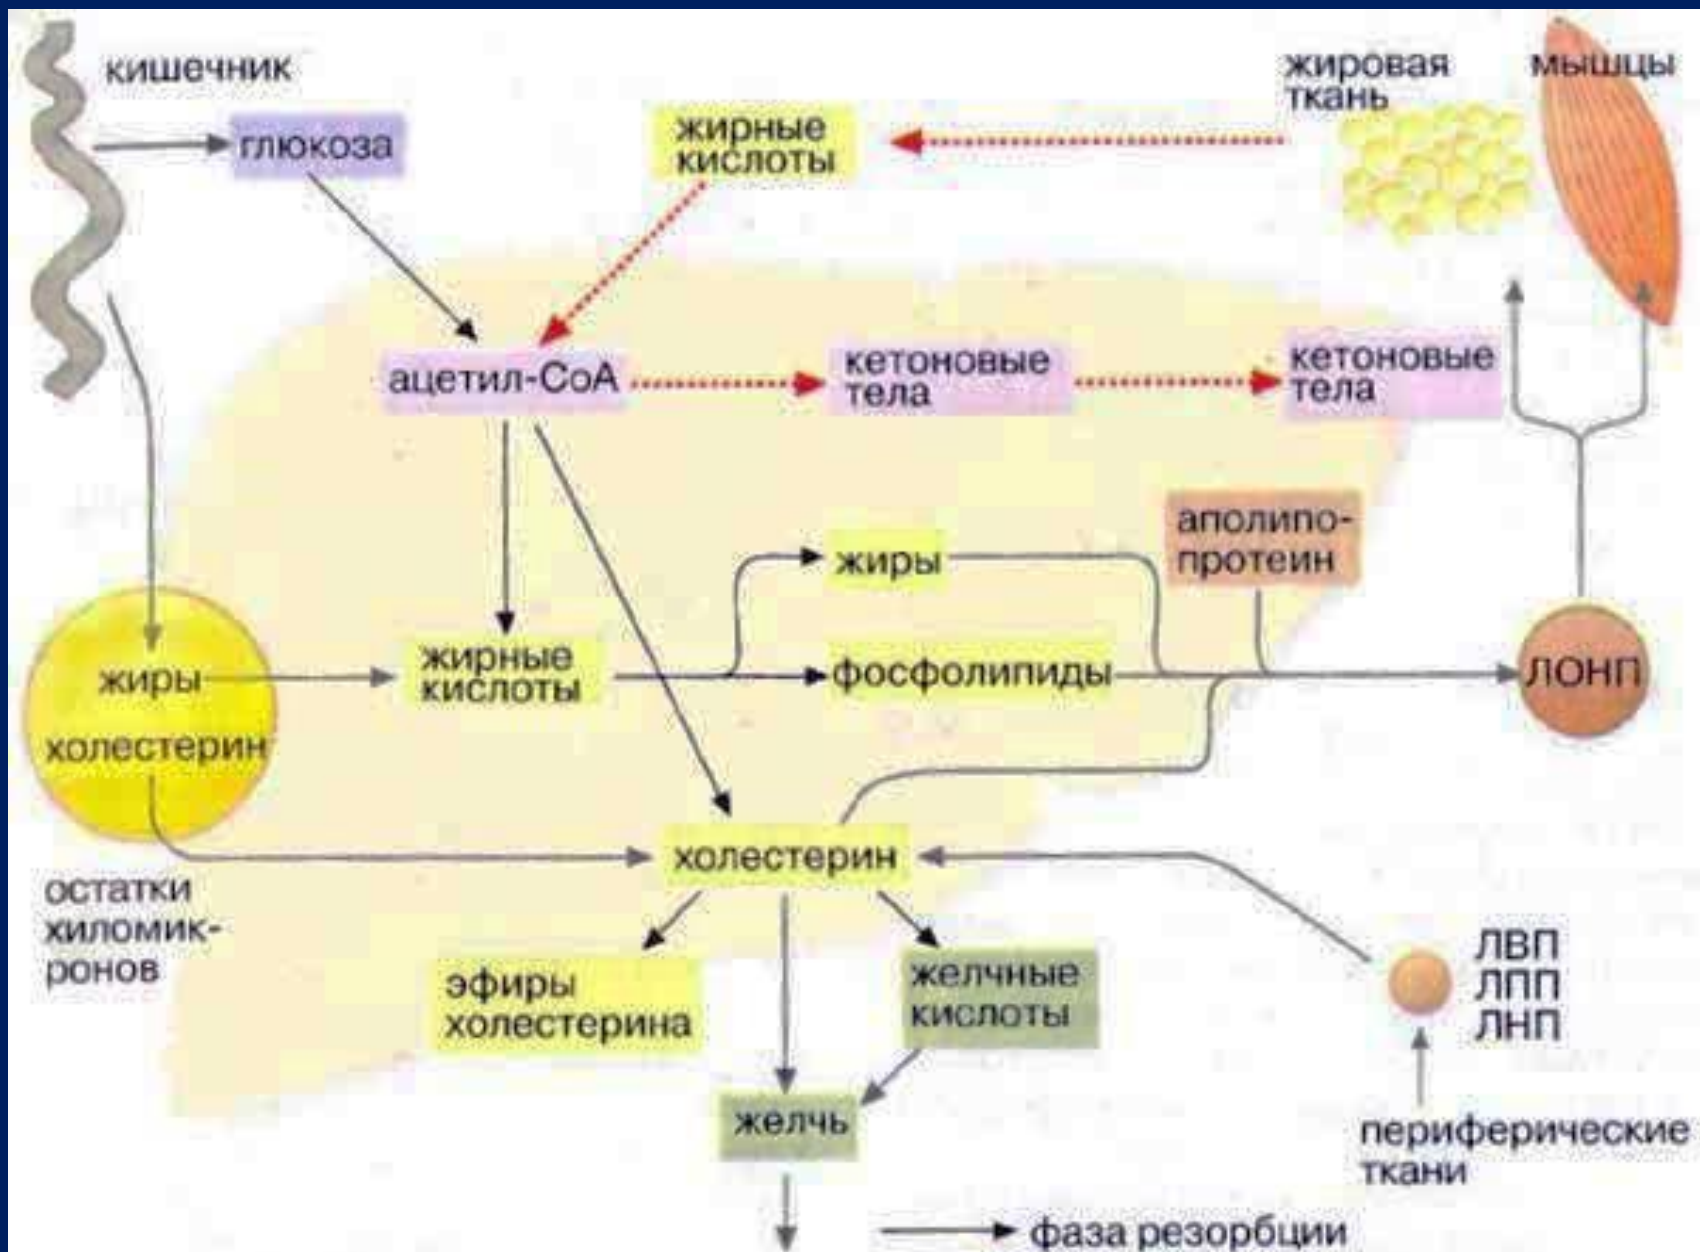 кишечник
глюкоза
жирные
кислоты
жировая
ткань
мышцы
ацетил-СоА
кетоновые
тела
кетоновые
тела
жиры
аполипо-
протеин
жиры
холестерин
жирные
кислоты
фосфолипиды
ЛОНП
остатки
хиломик-
ронов
холестерин
эфиры
холестерина
желчные
кислоты
ЛВП
ЛПП
ЛНП
желчь
периферические
ткани
фаза резорбции